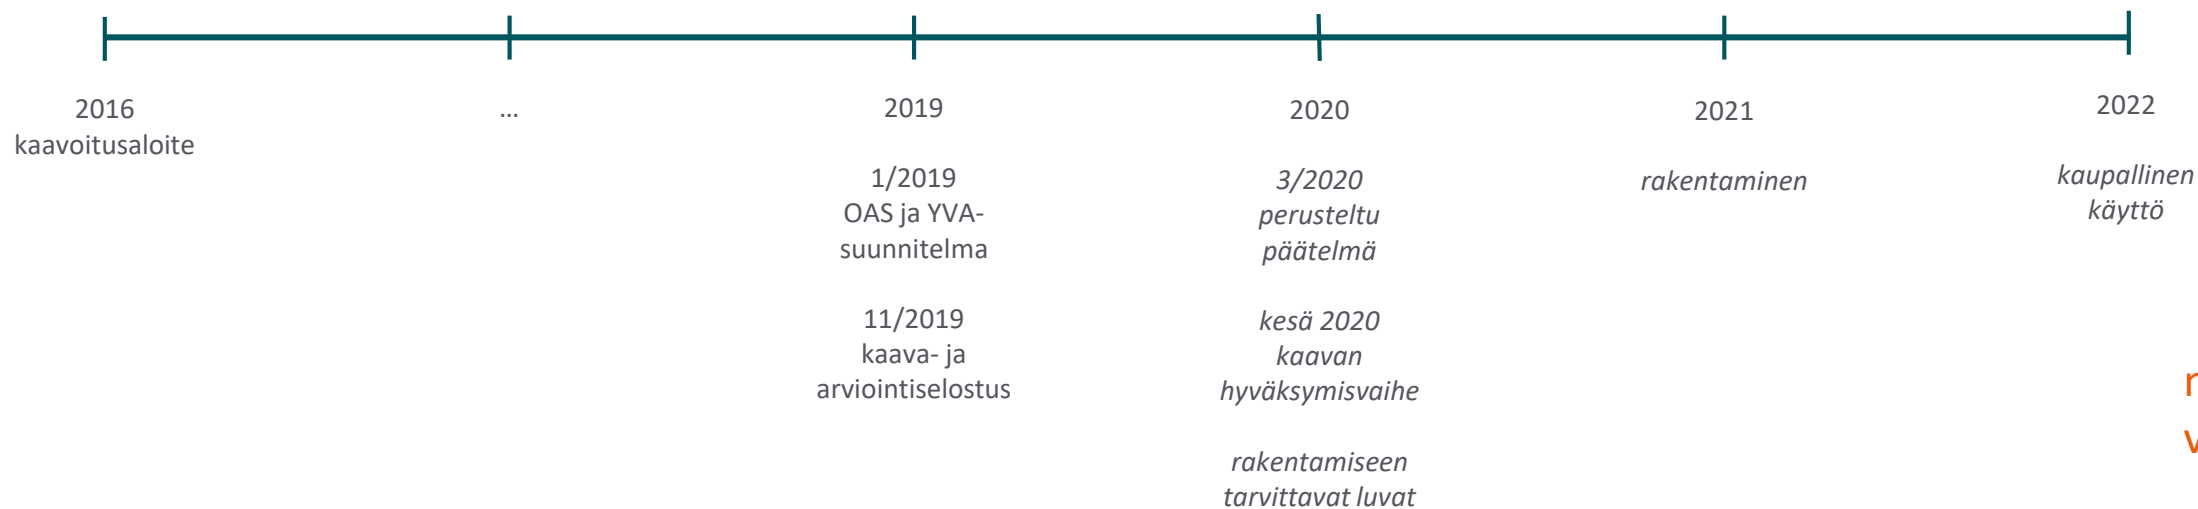 2016
kaavoitusaloite
...
2019
1/2019
OAS ja YVA-
suunnitelma
11/2019
kaava- ja
arviointiselostus
2020
3/2020
perusteltu
päätelmä
kesä 2020
kaavan
hyväksymisvaihe
rakentamiseen
tarvittavat luvat
2021
rakentaminen
2022
kaupallinen
käyttö